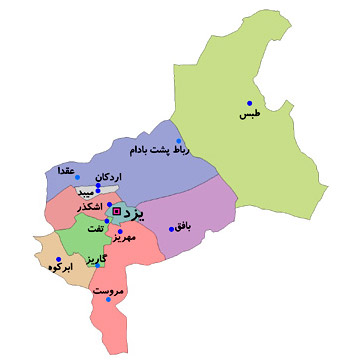 طبس
رباط پشت بادام
عقدا
اردکان
میبد
اشکذر
یزد
تفت
مهریز
بافق
گاریز
ابرکوه
مروست